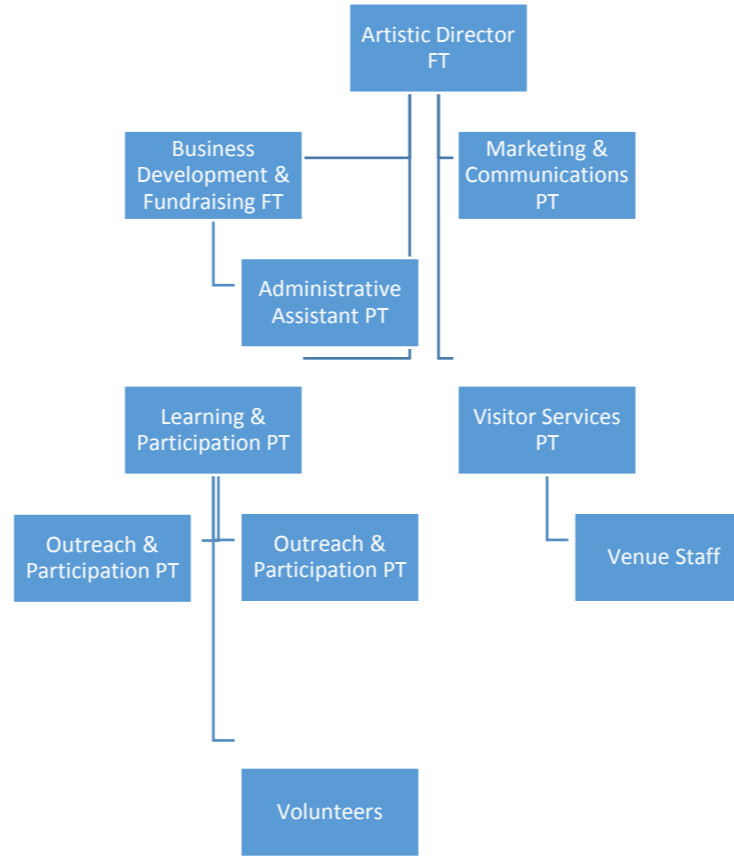 Artistic Director
FT
Business
Development &
Fundraising FT
Marketing &
Communications
PT
Administrative
Assistant PT
Learning &
Participation PT
Visitor Services
PT
Outreach &
Participation PT
Outreach &
Participation PT
Venue Staff
Volunteers